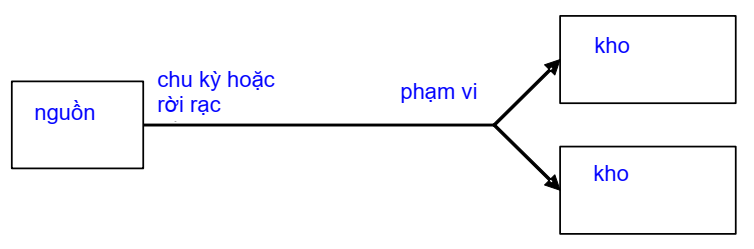 kho
chu kỳ hoặc
rời rạc
phạm vi
nguồn
kho